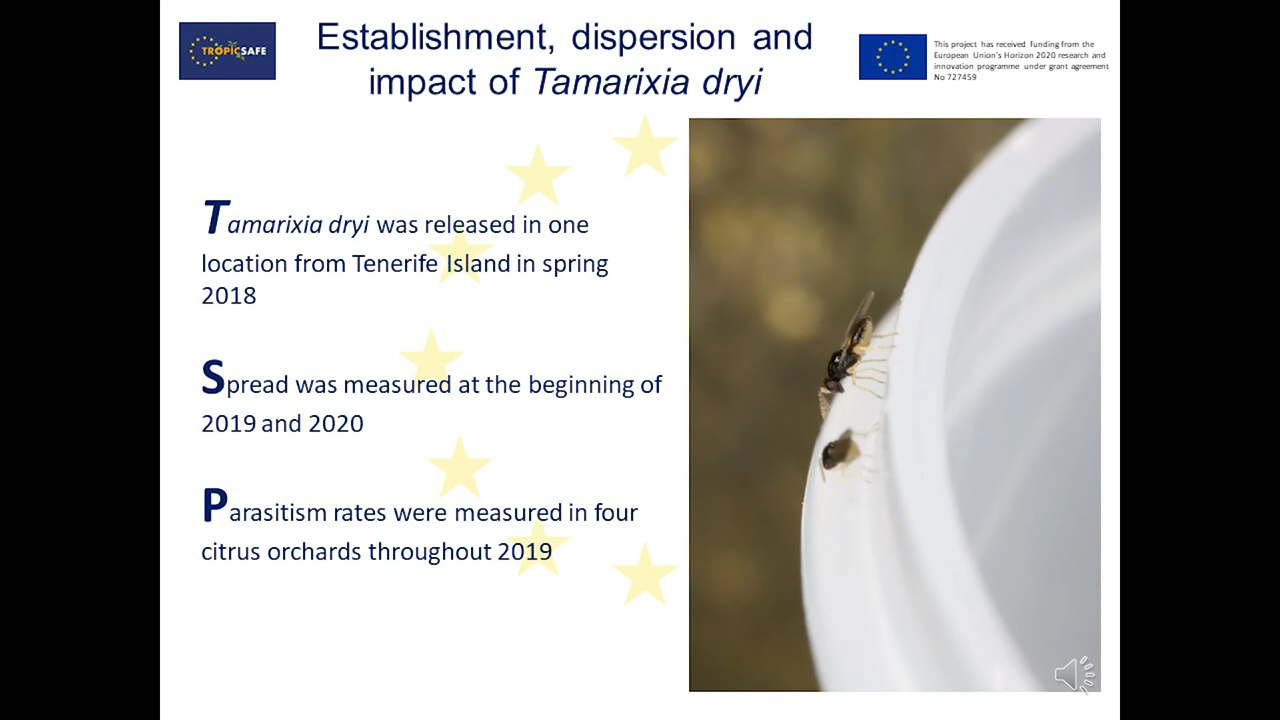 TROPICSAFE
Establishment, dispersion and
impact of Tamarixia dryi
This project has received funding from the
European Union's Horizon 2020 research and
innovation programme under grant agreement
No 727459
Tamarixia dryi was released in one
location from Tenerife Island in spring
2018
Spread was measured at the beginning of
2019 and 2020
Parasitism rates were measured in four
citrus orchards throughout 2019